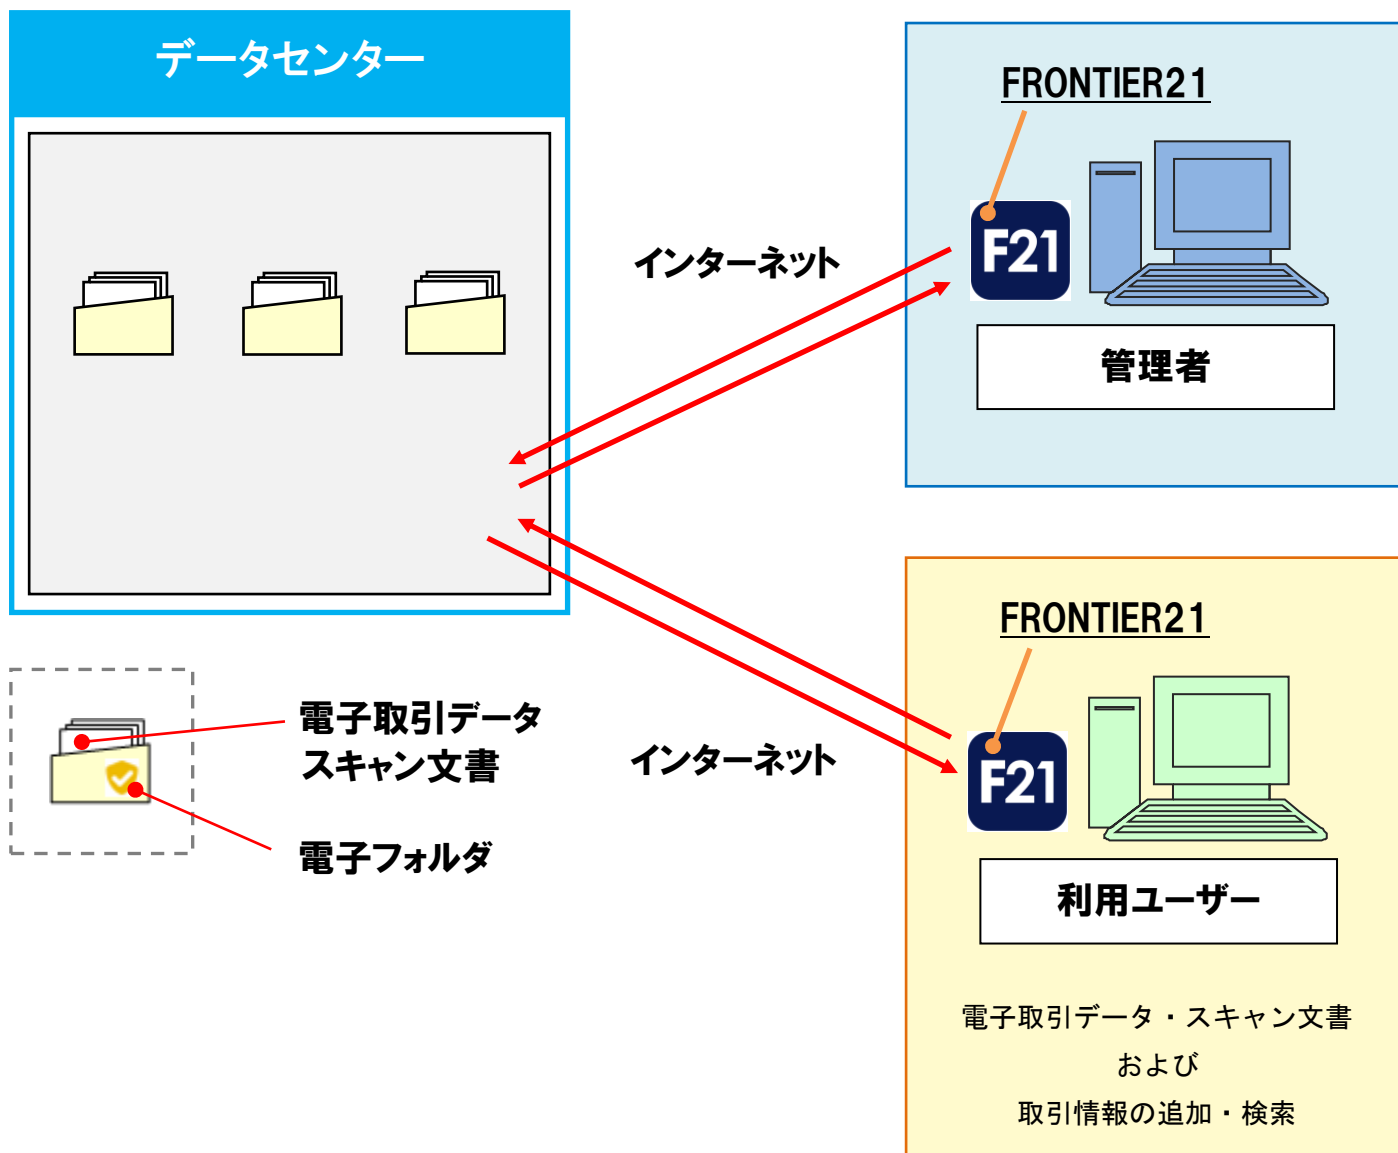 データセンター
FRONTIER21
F21
インターネット
管理者
電子取引データ
スキャン文書
電子フォルダ
インターネット
FRONTIER21
F21
利用ユーザー
電子取引データ・スキャン文書
および
取引情報の追加・検索